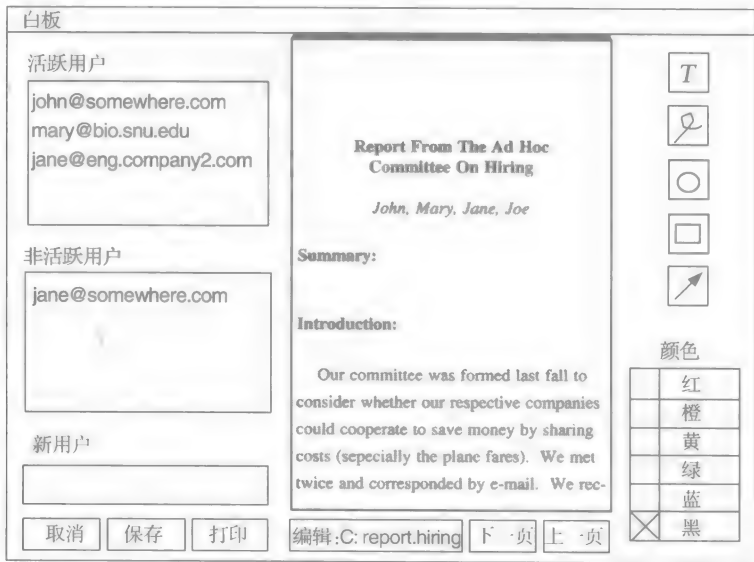 白板
活跃用户
john@somewhere.com
mary@bio.snu.edu
jane@eng.company2.com
非活跃用户
jane@somewhere.com
新用户
取消 保存 打印
Report From The Ad Hoc
Committee On Hiring
John, Mary, Jane, Joe
Summary:
Introduction:
Our committee was formed last fall to
consider whether our respective companies
could cooperate to save money by sharing
costs (sepecially the plane fares). We met
twice and corresponded by e-mail. We rec-
编辑:C: report.hiring 下一页 上一页
T
颜色
红
橙
黄
绿
蓝
黑